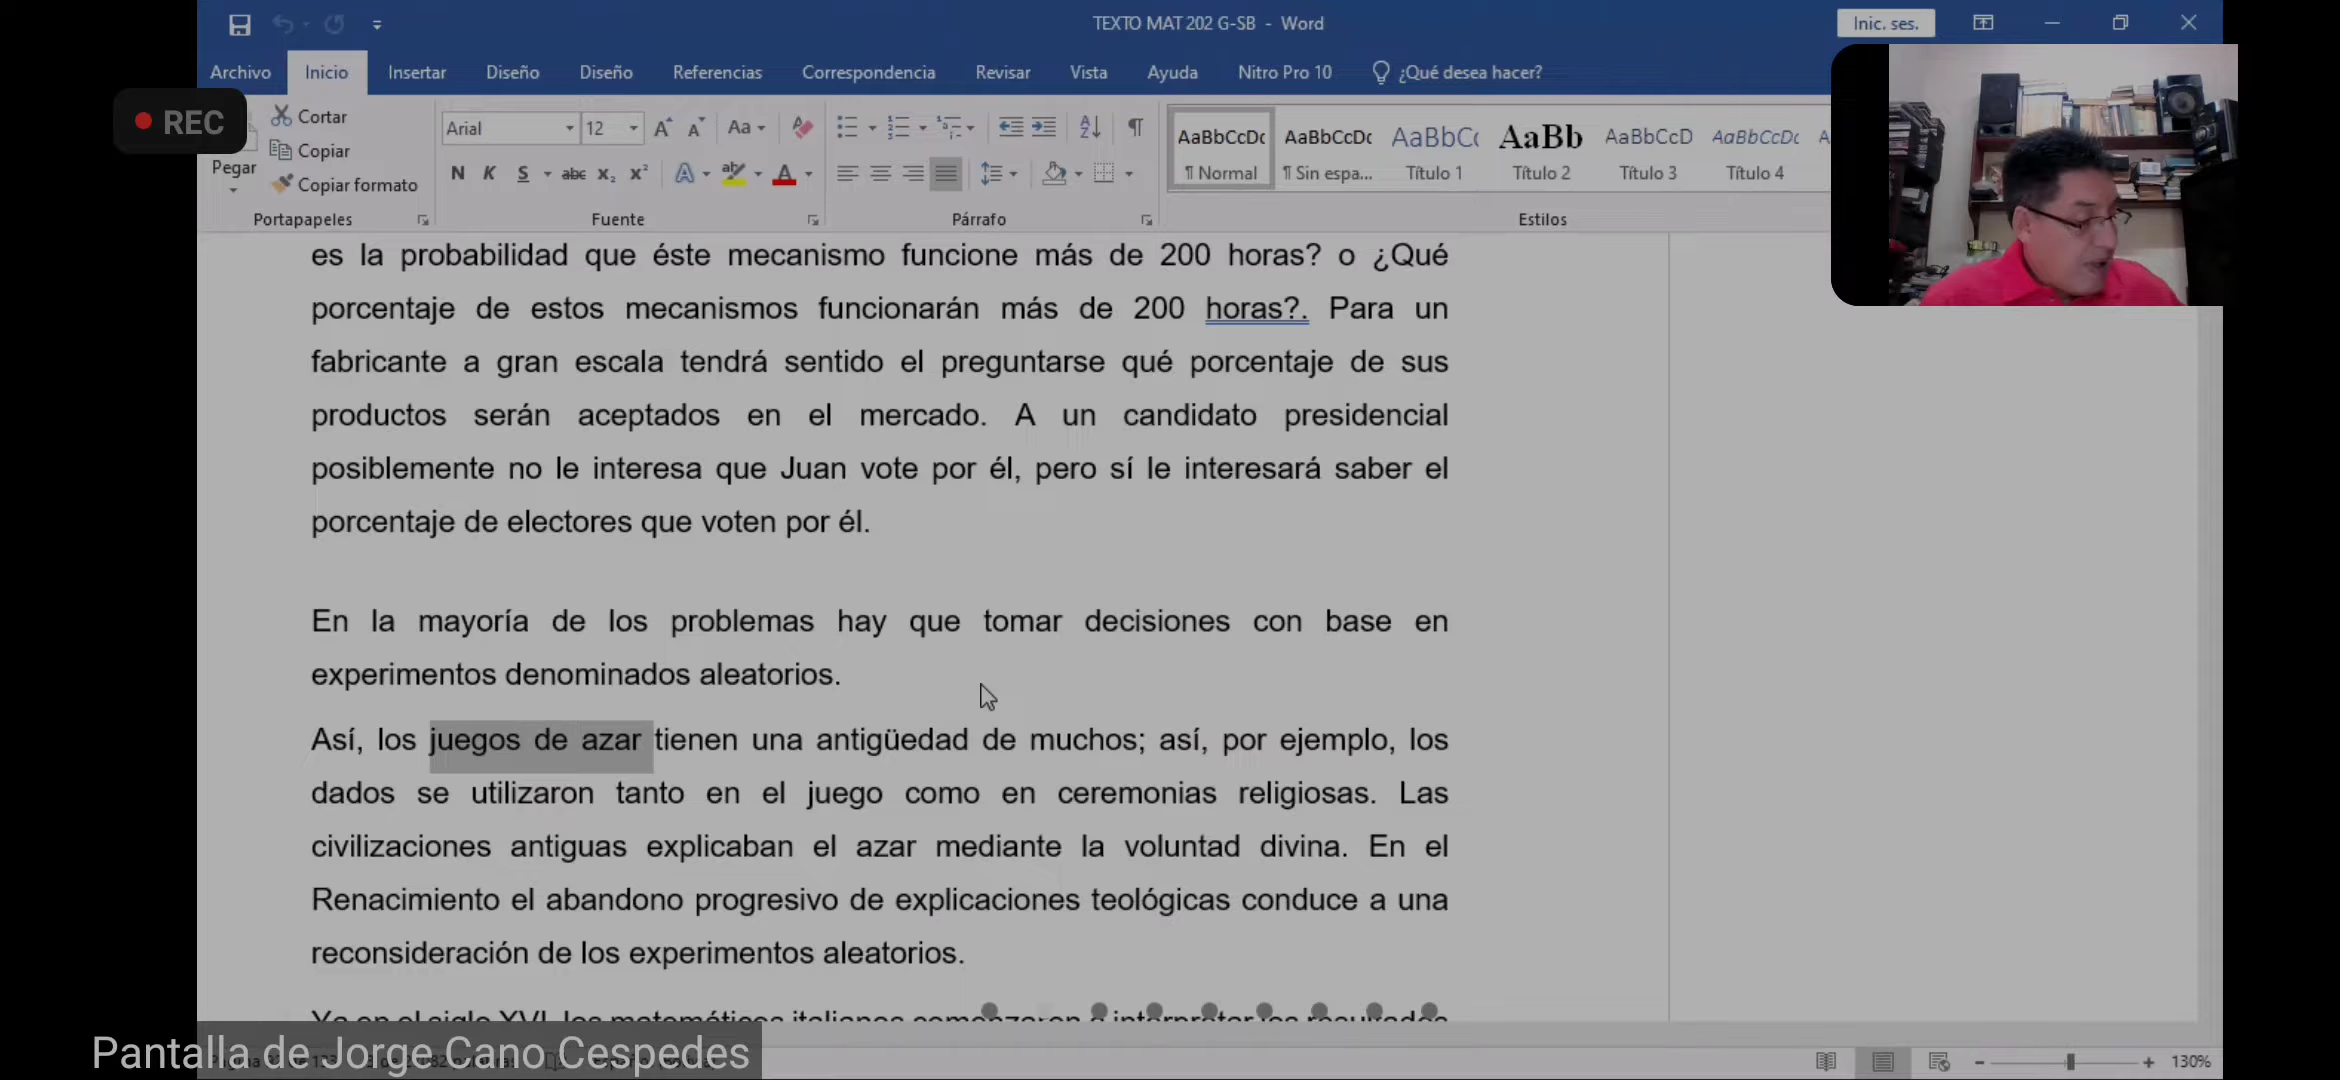 TEXTO MAT 202 G-SB - Word
Inic. ses.
Archivo Inicio Insertar Diseño Diseño Referencias Correspondencia Revisar Vista Ayuda Nitro Pro 10 ¿Qué desea hacer?
REC
Pegar
Cortar
Copiar
Copiar formato
Portapapeles
Arial 12
N K S abc x₂ x²
Fuente
Párrafo
AaBbCcDc AaBbCcDc AaBbC( AaBb AaBbCcD AaBbCcDc
¶ Normal ¶ Sin espa... Título 1 Título 2 Título 3 Título 4
Estilos
es la probabilidad que éste mecanismo funcione más de 200 horas? o ¿Qué
porcentaje de estos mecanismos funcionarán más de 200 horas?. Para un
fabricante a gran escala tendrá sentido el preguntarse qué porcentaje de sus
productos serán aceptados en el mercado. A un candidato presidencial
posiblemente no le interesa que Juan vote por él, pero sí le interesará saber el
porcentaje de electores que voten por él.
En la mayoría de los problemas hay que tomar decisiones con base en
experimentos denominados aleatorios.
Así, los juegos de azar tienen una antigüedad de muchos; así, por ejemplo, los
dados se utilizaron tanto en el juego como en ceremonias religiosas. Las
civilizaciones antiguas explicaban el azar mediante la voluntad divina. En el
Renacimiento el abandono progresivo de explicaciones teológicas conduce a una
reconsideración de los experimentos aleatorios.
Ya en el siglo XVI, los matemáticos italianos comenzaron a interpretar los resultados
Pantalla de Jorge Cano Cespedes
130%